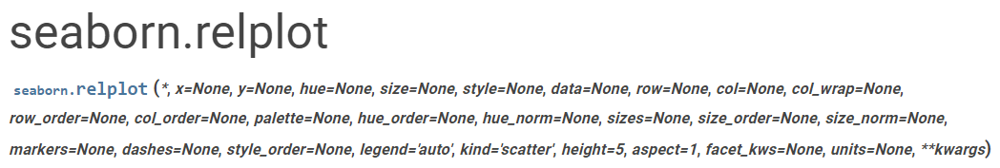 seaborn.relplot
seaborn.relplot (*, x=None, y=None, hue=None, size=None, style=None, data=None, row=None, col=None, col_wrap=None,
row_order=None, col_order=None, palette=None, hue_order=None, hue_norm=None, sizes=None, size_order=None, size_norm=None,
markers=None, dashes=None, style_order=None, legend='auto', kind='scatter', height=5, aspect=1, facet_kws=None, units=None, **kwargs)